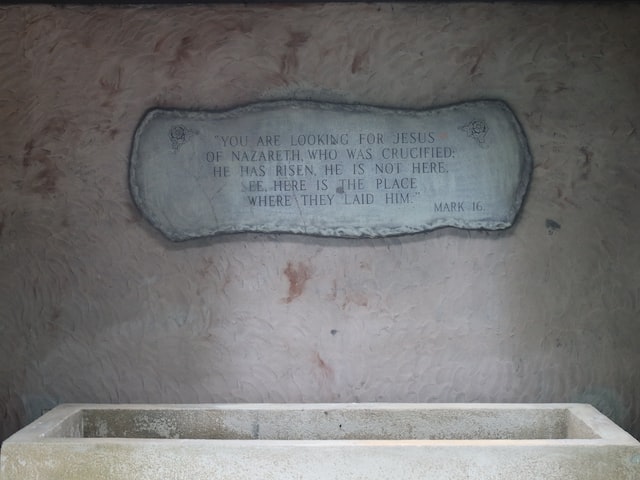 "YOU ARE LOOKING FOR JESUS
OF NAZARETH, WHO WAS CRUCIFIED;
HE HAS RISEN, HE IS NOT HERE.
SEE, HERE IS THE PLACE
WHERE THEY LAID HIM."
MARK 16.